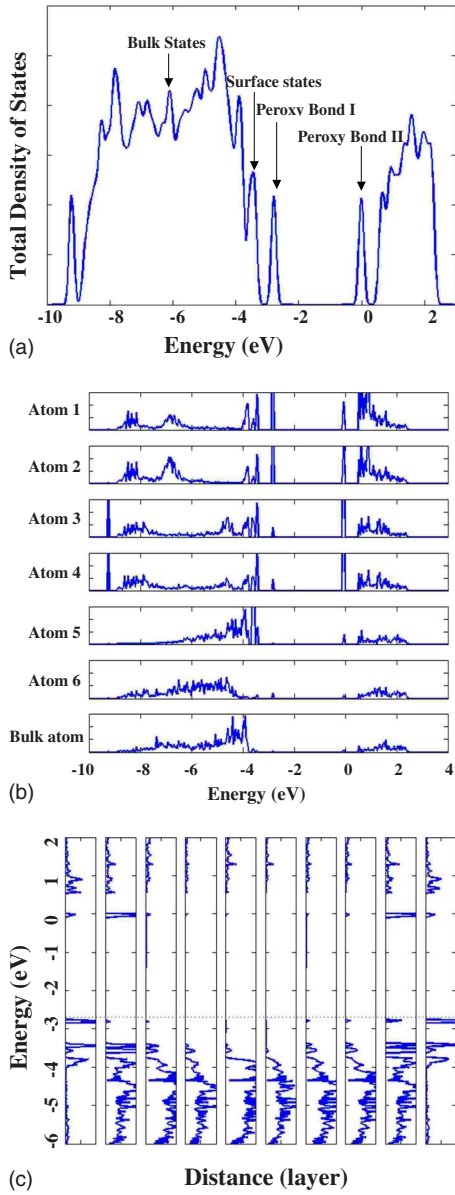 Total Density of States
Bulk States
Surface states
Peroxy Bond I
Peroxy Bond II
-10 -8 -6 -4 -2 0 2
(a) Energy (eV)
Atom 1
Atom 2
Atom 3
Atom 4
Atom 5
Atom 6
Bulk atom
-10 -8 -6 -4 -2 0 2 4
(b) Energy (eV)
Energy (eV)
2
1
0
-1
-2
-3
-4
-5
-6
(c) Distance (layer)